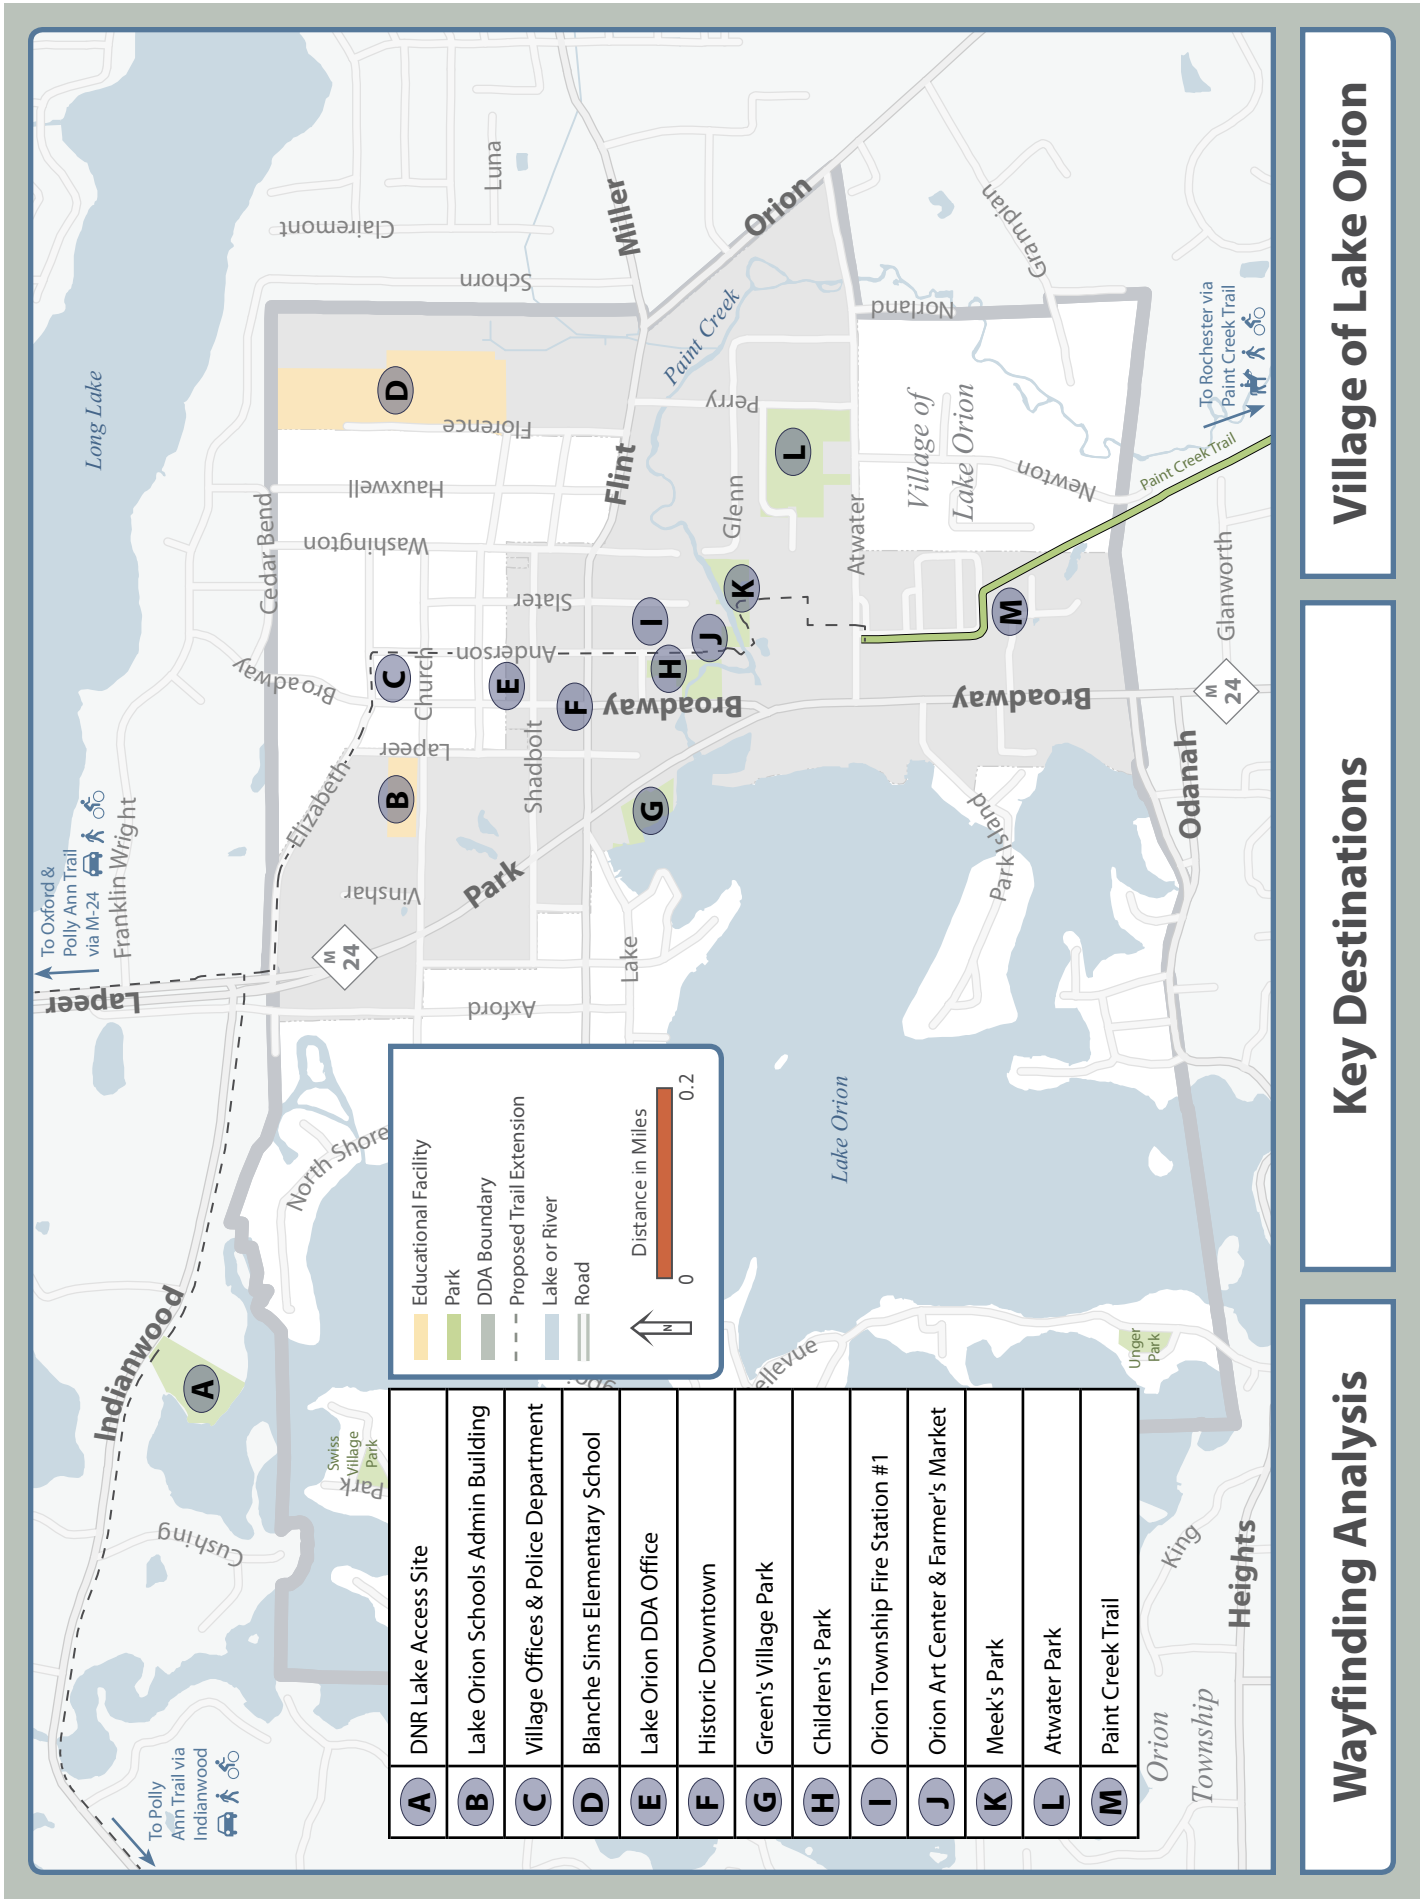 Wayfinding Analysis
Key Destinations
Village of Lake Orion
To Polly
Ann Trail via
Indianwood
To Oxford &
Polly Ann Trail
via M-24
To Rochester via
Paint Creek Trail
Long Lake
Lake Orion
Paint Creek
Paint Creek Trail
Village of
Lake Orion
Orion
Township
Indianwood
Cushing
Swiss
Village
Park
Park
North Shore
Lapeer
Franklin Wright
M
24
Elizabeth
Vinshar
Park
Axford
Lake
Lapeer
Shadbolt
Church
Broadway
Cedar Bend
Anderson
Slater
Washington
Hauxwell
Florence
Schorn
Clairemont
Luna
Miller
Flint
Orion
Perry
Glenn
Atwater
Norland
Grampian
Newton
Broadway
Broadway
Glanworth
M
24
Odanah
Park Island
ellevue
Unger
Park
King
Heights
A
B
C
D
E
F
G
H
I
J
K
L
M
Educational Facility
Park
DDA Boundary
Proposed Trail Extension
Lake or River
Road
N
Distance in Miles
0
0.2
A DNR Lake Access Site
B Lake Orion Schools Admin Building
C Village Offices & Police Department
D Blanche Sims Elementary School
E Lake Orion DDA Office
F Historic Downtown
G Green's Village Park
H Children's Park
I Orion Township Fire Station #1
J Orion Art Center & Farmer's Market
K Meek's Park
L Atwater Park
M Paint Creek Trail